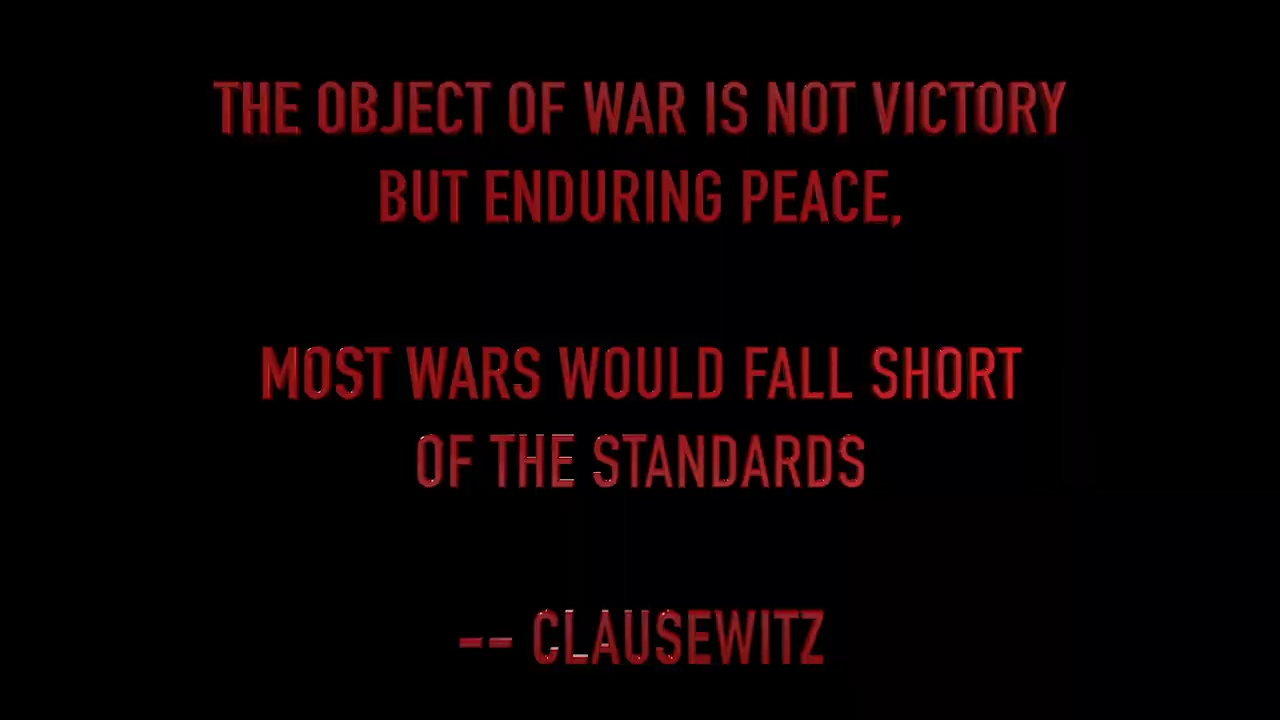 THE OBJECT OF WAR IS NOT VICTORY
BUT ENDURING PEACE,
MOST WARS WOULD FALL SHORT
OF THE STANDARDS
-- CLAUSEWITZ